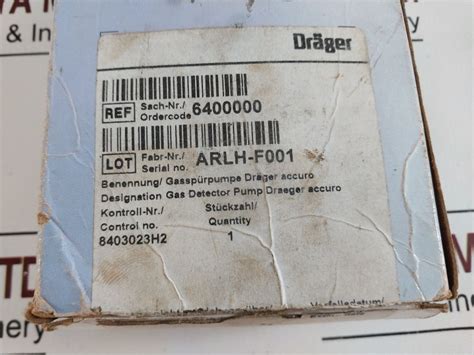 Dräger
REF Sach-Nr./ Ordercode 6400000
LOT Fabr-Nr./ Serial no. ARLH-F001
Benennung/ Gasspürpumpe Dräger accuro
Designation Gas Detector Pump Draeger accuro
Kontroll-Nr./ Stückzahl/
Control no. Quantity
8403023H2 1
Verfalledatum/